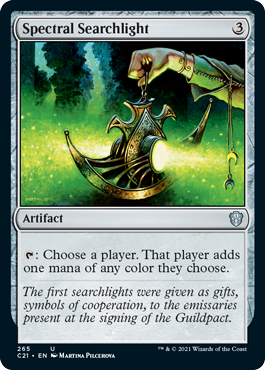 Spectral Searchlight 3
Artifact
: Choose a player. That player adds
one mana of any color they choose.
The first searchlights were given as gifts,
symbols of cooperation, to the emissaries
present at the signing of the Guildpact.
265 U
C21 • EN MARTINA PILCEROVA
™ & © 2021 Wizards of the Coast